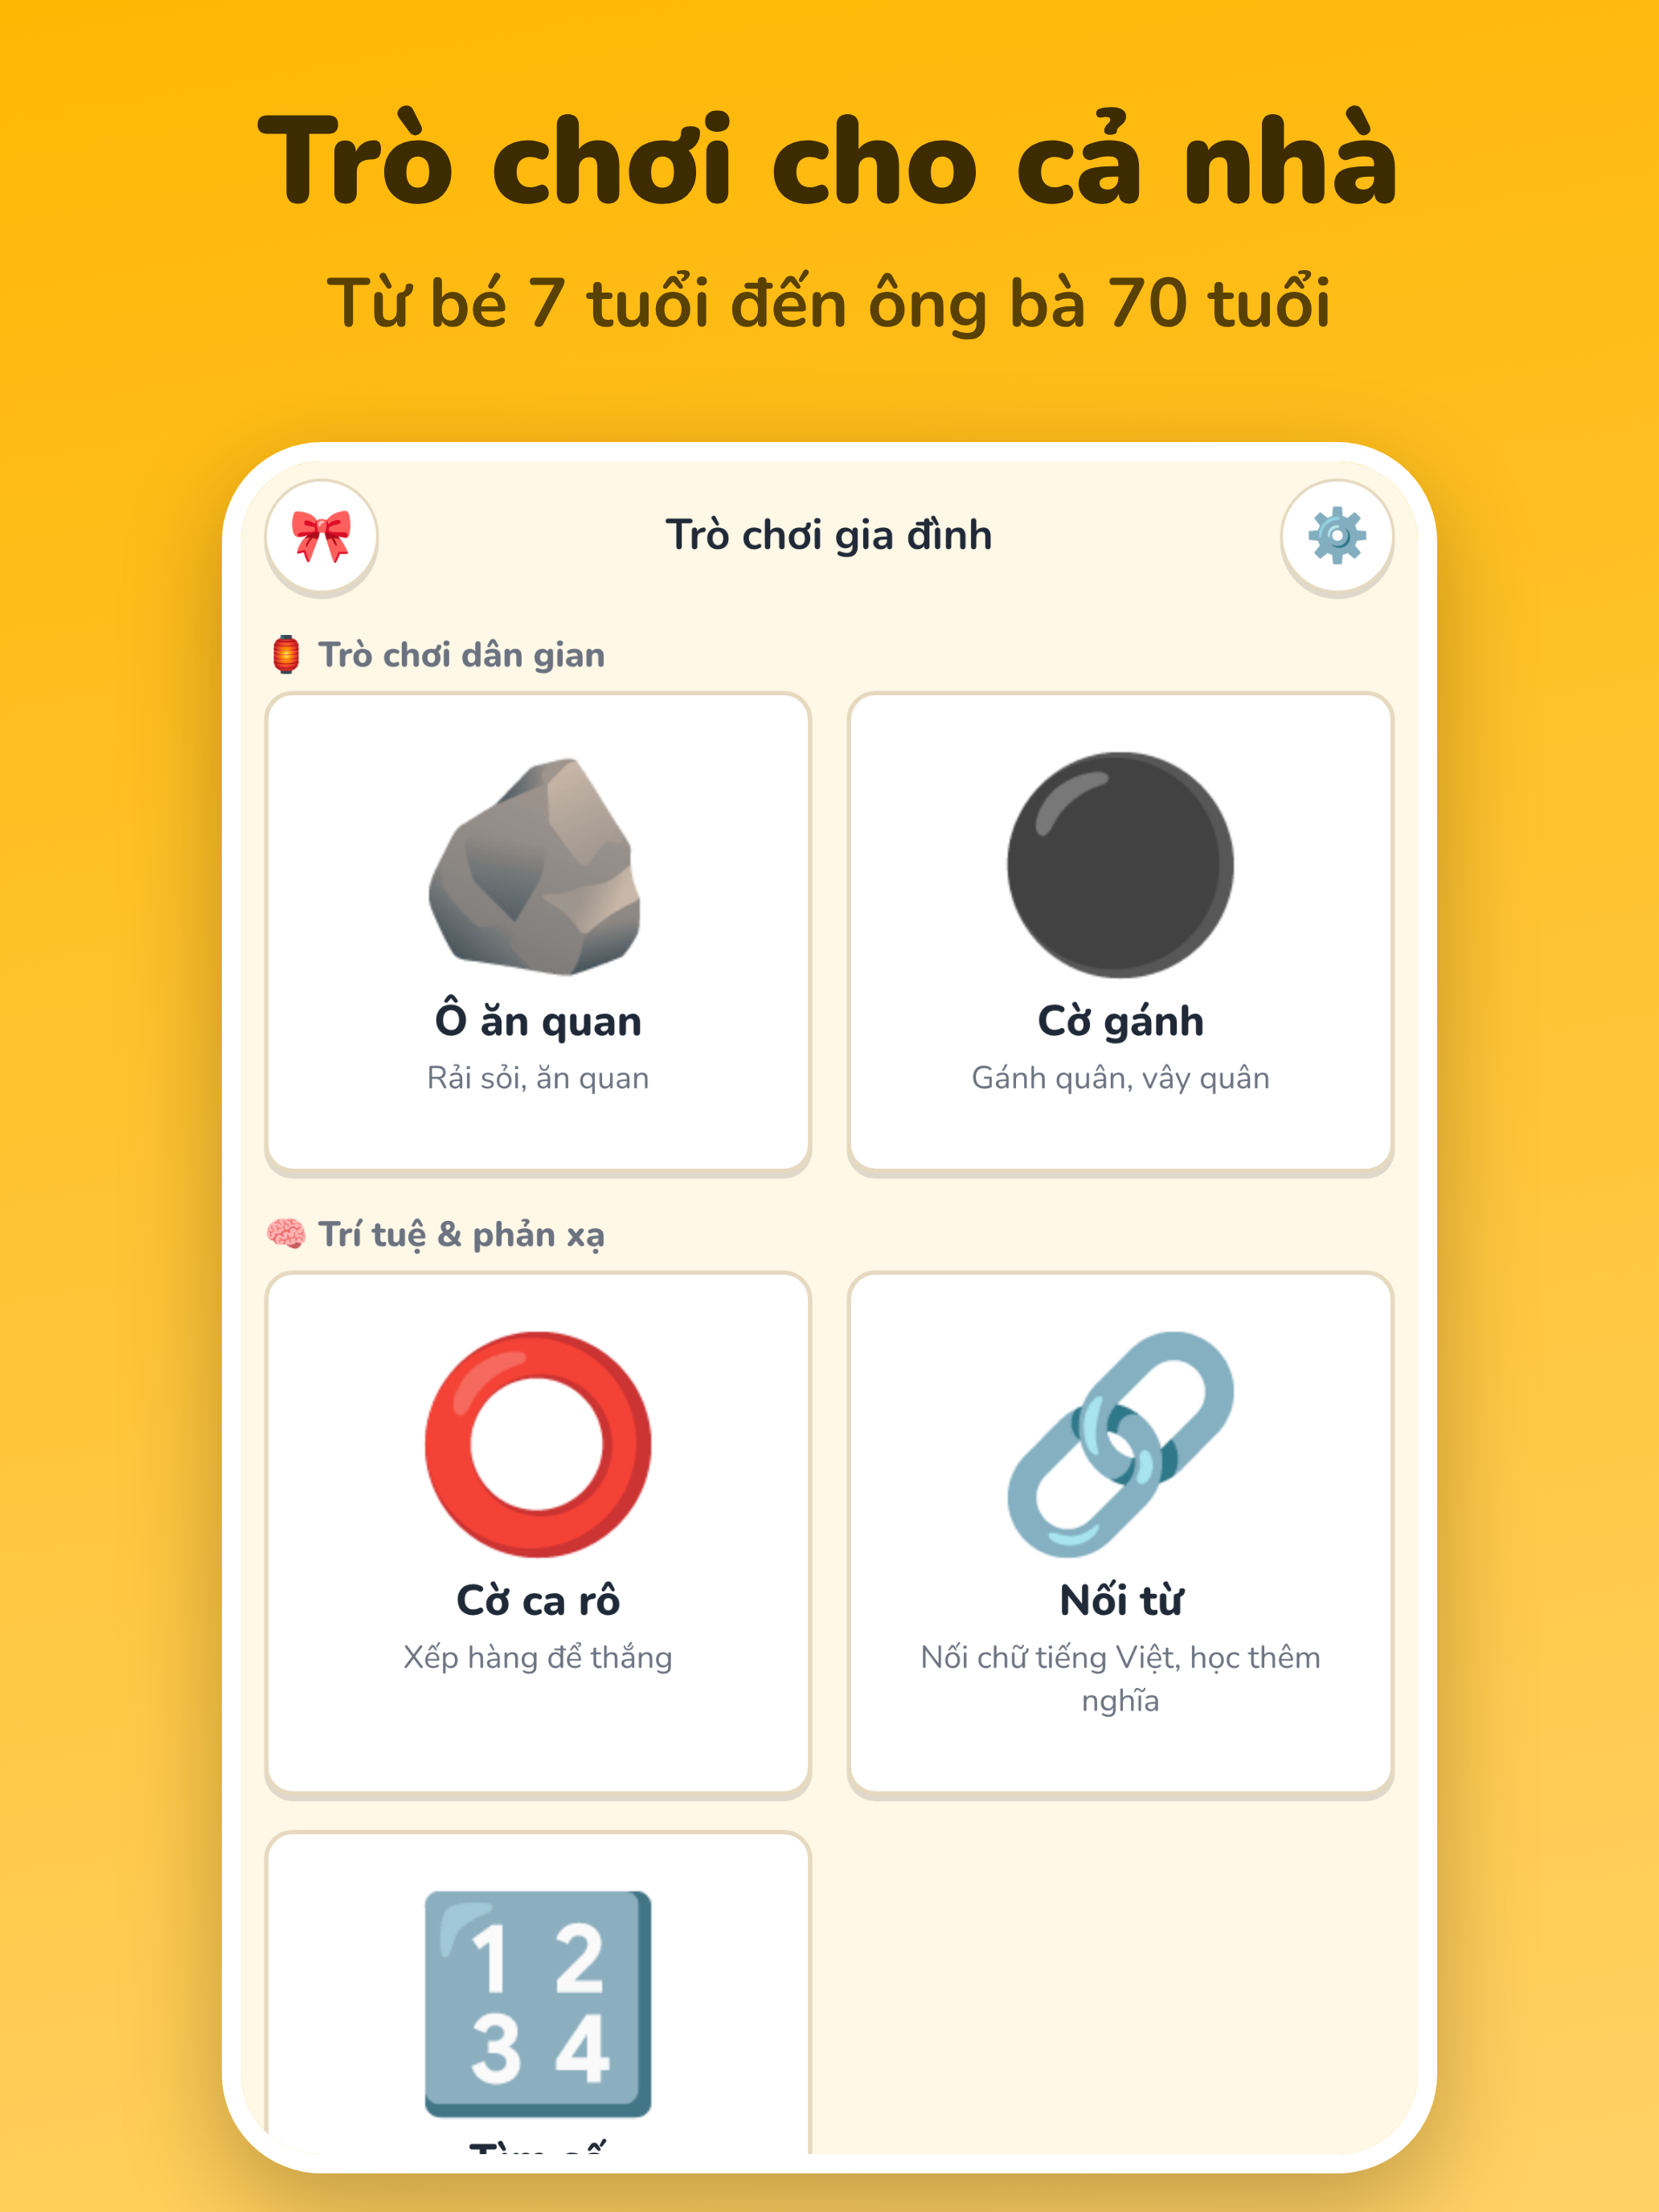 Trò chơi cho cả nhà
Từ bé 7 tuổi đến ông bà 70 tuổi
Trò chơi gia đình
Trò chơi dân gian
Ô ăn quan
Cờ gánh
Rải sỏi, ăn quan
Gánh quân, vây quân
Trí tuệ & phản xạ
Cờ ca rô
Nối từ
Xếp hàng để thắng
Nối chữ tiếng Việt, học thêm
nghĩa
1 2
3 4